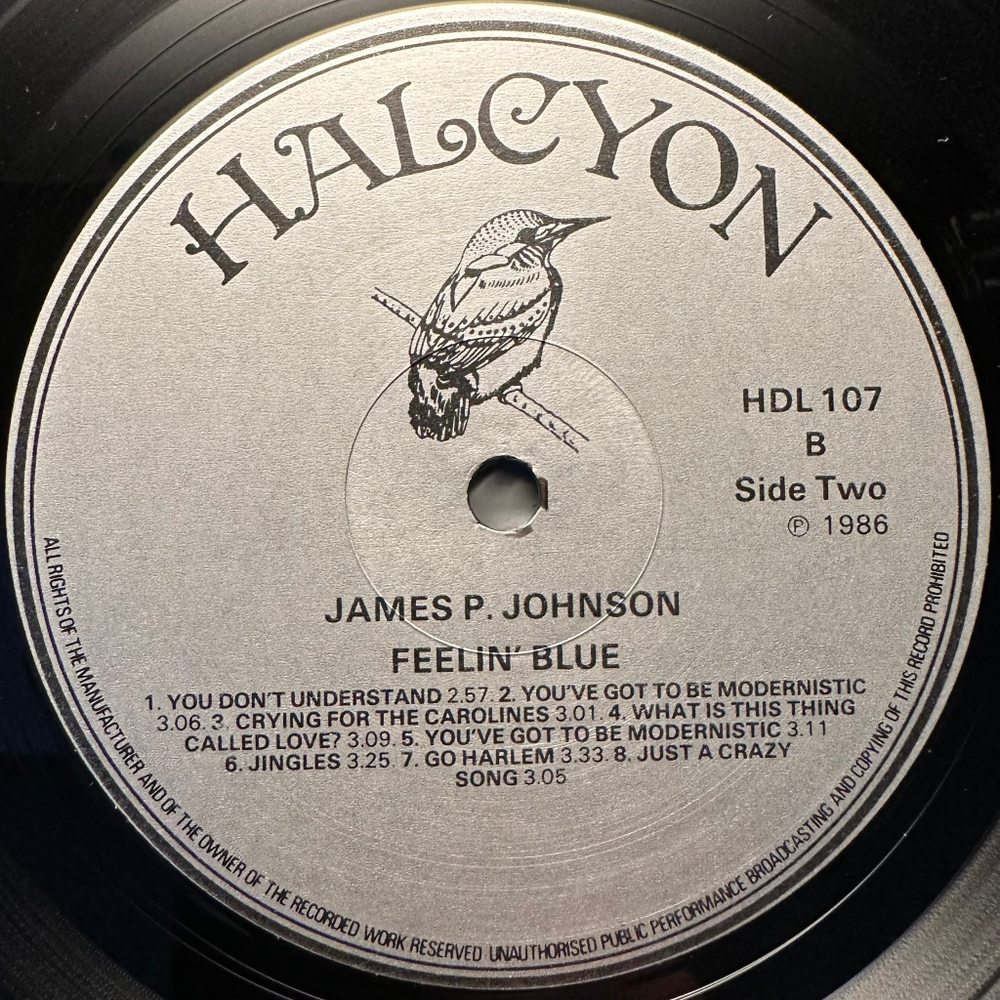 HALCYON
HDL 107
B
Side Two
Ⓟ 1986
JAMES P. JOHNSON
FEELIN' BLUE
1. YOU DON'T UNDERSTAND 2.57. 2. YOU'VE GOT TO BE MODERNISTIC
3.06. 3. CRYING FOR THE CAROLINES 3.01. 4. WHAT IS THIS THING
CALLED LOVE? 3.09. 5. YOU'VE GOT TO BE MODERNISTIC 3.11
6. JINGLES 3.25. 7. GO HARLEM 3.33. 8. JUST A CRAZY
SONG 3.05
ALL RIGHTS OF THE MANUFACTURER AND OF THE OWNER OF THE RECORDED WORK RESERVED UNAUTHORISED PUBLIC PERFORMANCE BROADCASTING AND COPYING OF THIS RECORD PROHIBITED